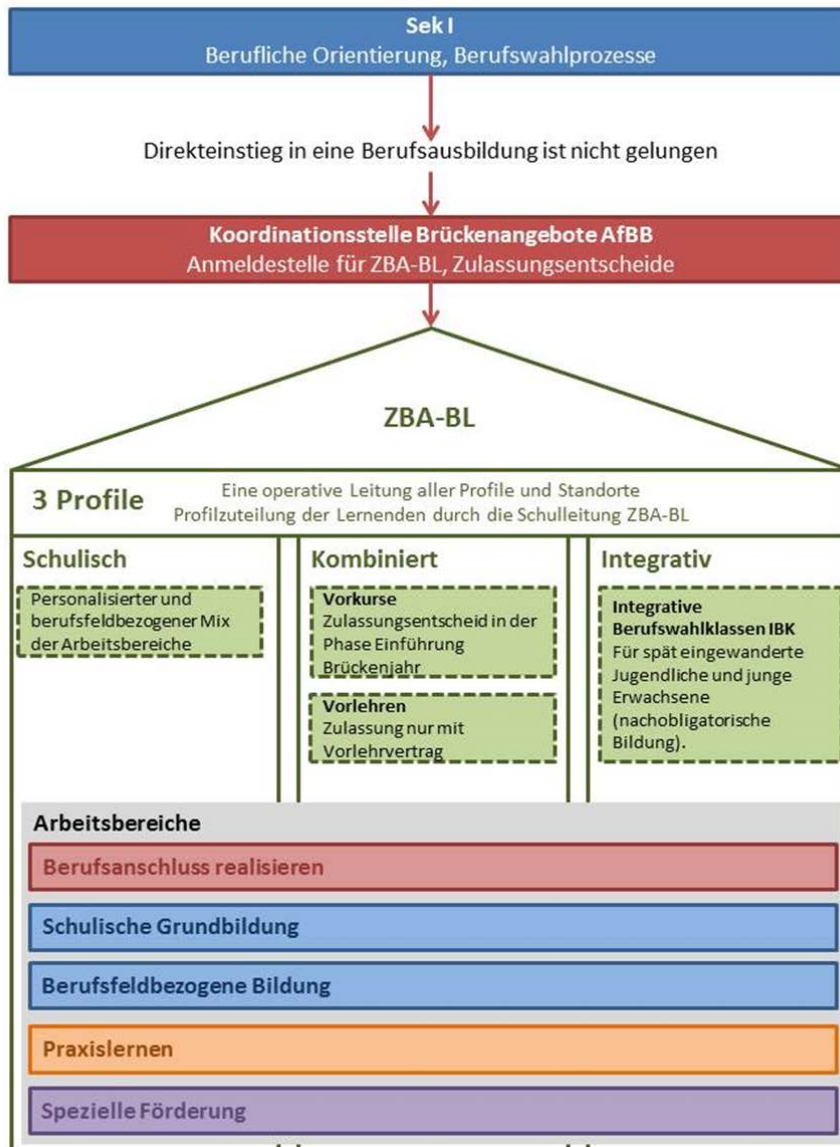 Sek I
Berufliche Orientierung, Berufswahlprozesse
Direkteinstieg in eine Berufsausbildung ist nicht gelungen
Koordinationsstelle Brückenangebote AfBB
Anmeldestelle für ZBA-BL, Zulassungsentscheide
ZBA-BL
3 Profile
Eine operative Leitung aller Profile und Standorte
Profilzuteilung der Lernenden durch die Schulleitung ZBA-BL
Schulisch
Personalisierter und
berufsfeldbezogener Mix
der Arbeitsbereiche
Kombiniert
Vorkurse
Zulassungsentscheid in der
Phase Einführung
Brückenjahr
Vorlehren
Zulassung nur mit
Vorlehrvertrag
Integrativ
Integrative
Berufswahlklassen IBK
Für spät eingewanderte
Jugendliche und junge
Erwachsene
(nachobligatorische
Bildung).
Arbeitsbereiche
Berufsanschluss realisieren
Schulische Grundbildung
Berufsfeldbezogene Bildung
Praxislernen
Spezielle Förderung